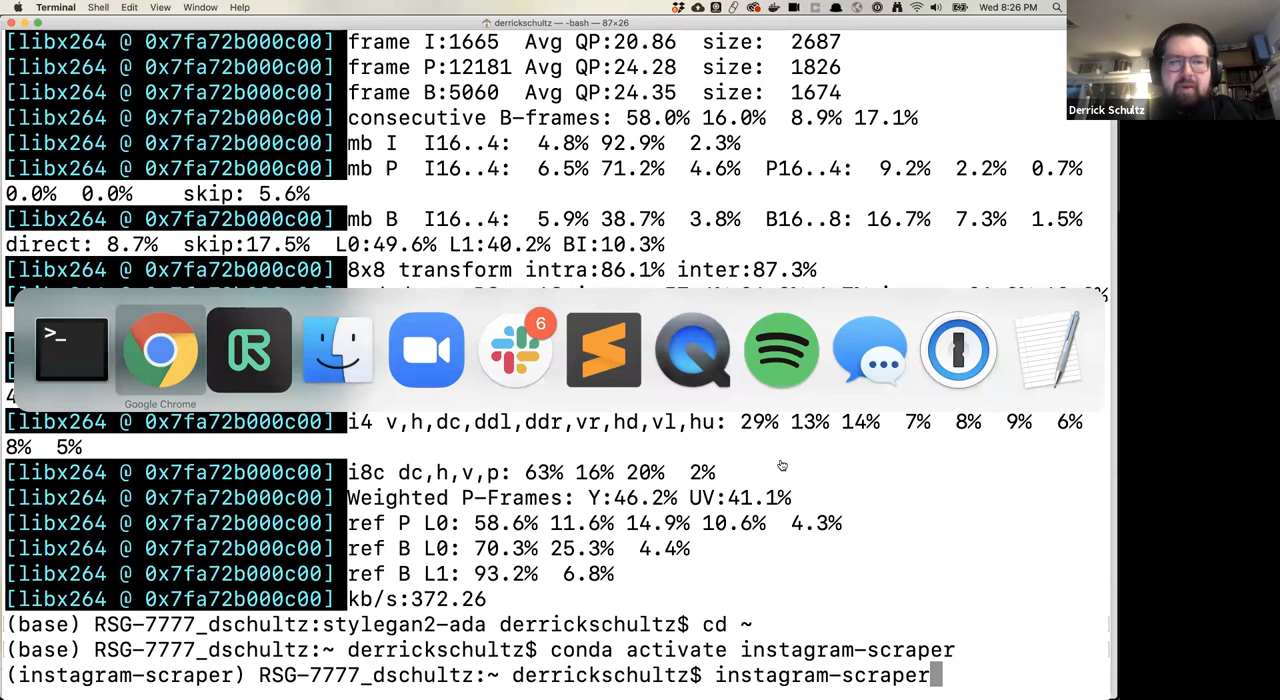 Terminal Shell Edit View Window Help Wed 8:26 PM
derrickschultz — -bash — 87×26
Derrick Schultz
[libx264 @ 0x7fa72b000c00] frame I:1665 Avg QP:20.86 size: 2687
[libx264 @ 0x7fa72b000c00] frame P:12181 Avg QP:24.28 size: 1826
[libx264 @ 0x7fa72b000c00] frame B:5060 Avg QP:24.35 size: 1674
[libx264 @ 0x7fa72b000c00] consecutive B-frames: 58.0% 16.0% 8.9% 17.1%
[libx264 @ 0x7fa72b000c00] mb I I16..4: 4.8% 92.9% 2.3%
[libx264 @ 0x7fa72b000c00] mb P I16..4: 6.5% 71.2% 4.6% P16..4: 9.2% 2.2% 0.7%
0.0% 0.0% skip: 5.6%
[libx264 @ 0x7fa72b000c00] mb B I16..4: 5.9% 38.7% 3.8% B16..8: 16.7% 7.3% 1.5%
direct: 8.7% skip:17.5% L0:49.6% L1:40.2% BI:10.3%
[libx264 @ 0x7fa72b000c00] 8x8 transform intra:86.1% inter:87.3%
>_
6
Google Chrome
[libx264 @ 0x7fa72b000c00] i4 v,h,dc,ddl,ddr,vr,hd,vl,hu: 29% 13% 14% 7% 8% 9% 6%
8% 5%
[libx264 @ 0x7fa72b000c00] i8c dc,h,v,p: 63% 16% 20% 2%
[libx264 @ 0x7fa72b000c00] Weighted P-Frames: Y:46.2% UV:41.1%
[libx264 @ 0x7fa72b000c00] ref P L0: 58.6% 11.6% 14.9% 10.6% 4.3%
[libx264 @ 0x7fa72b000c00] ref B L0: 70.3% 25.3% 4.4%
[libx264 @ 0x7fa72b000c00] ref B L1: 93.2% 6.8%
[libx264 @ 0x7fa72b000c00] kb/s:372.26
(base) RSG-7777_dschultz:stylegan2-ada derrickschultz$ cd ~
(base) RSG-7777_dschultz:~ derrickschultz$ conda activate instagram-scraper
(instagram-scraper) RSG-7777_dschultz:~ derrickschultz$ instagram-scraper